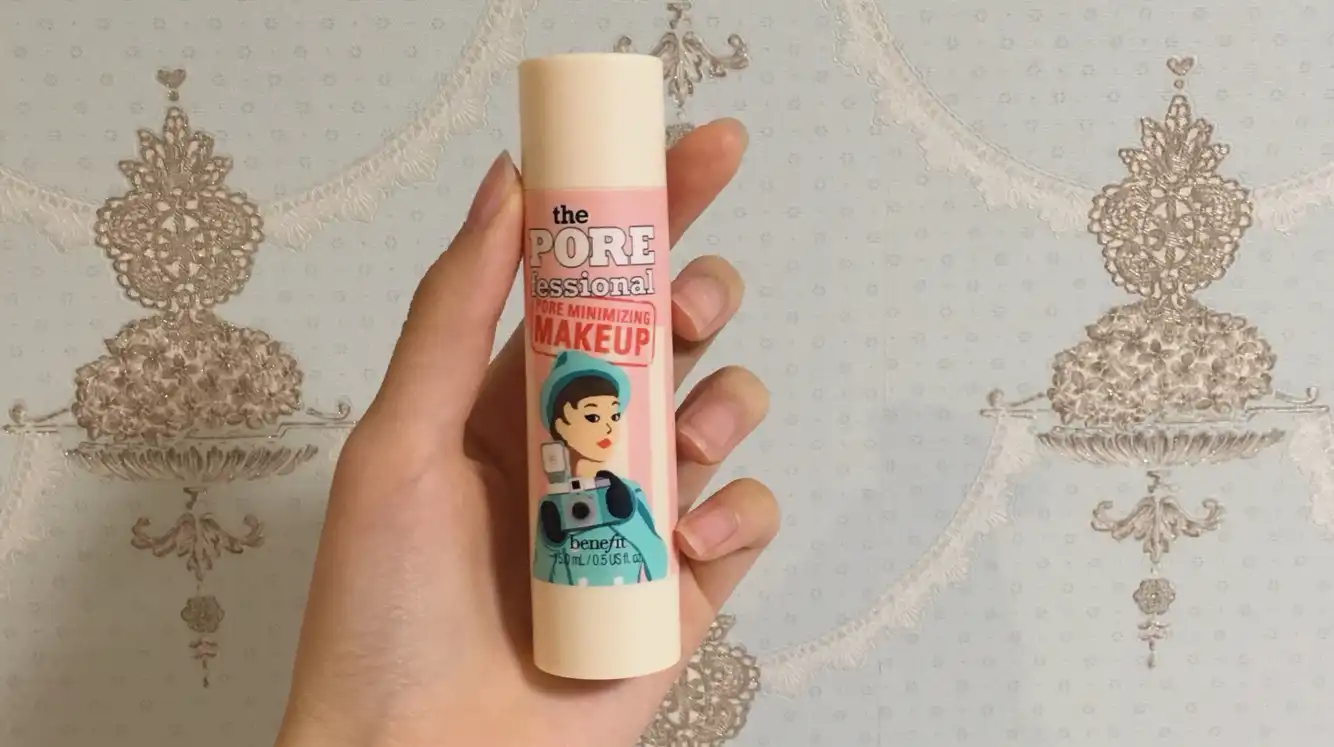 the
PORE
fessional
PORE MINIMIZING
MAKEUP
benefit
15.0 mL/0.5 US fl. oz.